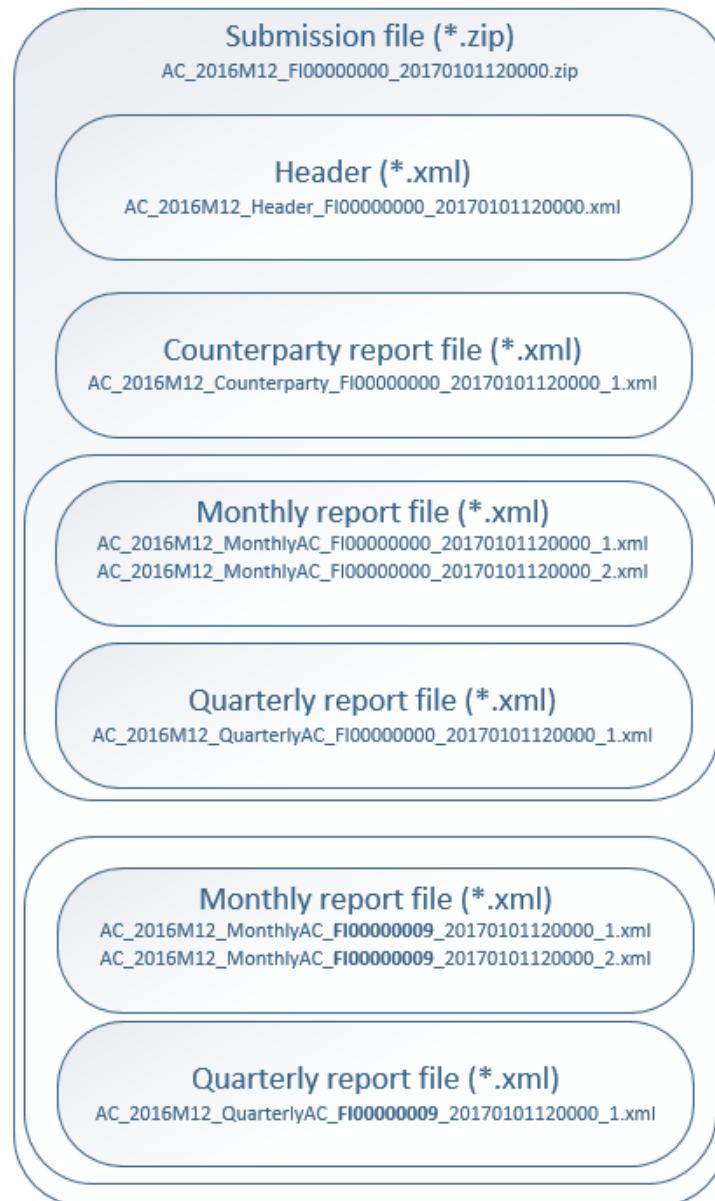 Submission file (*.zip)
AC_2016M12_FI00000000_20170101120000.zip
Header (*.xml)
AC_2016M12_Header_FI00000000_20170101120000.xml
Counterparty report file (*.xml)
AC_2016M12_Counterparty_FI00000000_20170101120000_1.xml
Monthly report file (*.xml)
AC_2016M12_MonthlyAC_FI00000000_20170101120000_1.xml
AC_2016M12_MonthlyAC_FI00000000_20170101120000_2.xml
Quarterly report file (*.xml)
AC_2016M12_QuarterlyAC_FI00000000_20170101120000_1.xml
Monthly report file (*.xml)
AC_2016M12_MonthlyAC_FI00000009_20170101120000_1.xml
AC_2016M12_MonthlyAC_FI00000009_20170101120000_2.xml
Quarterly report file (*.xml)
AC_2016M12_QuarterlyAC_FI00000009_20170101120000_1.xml